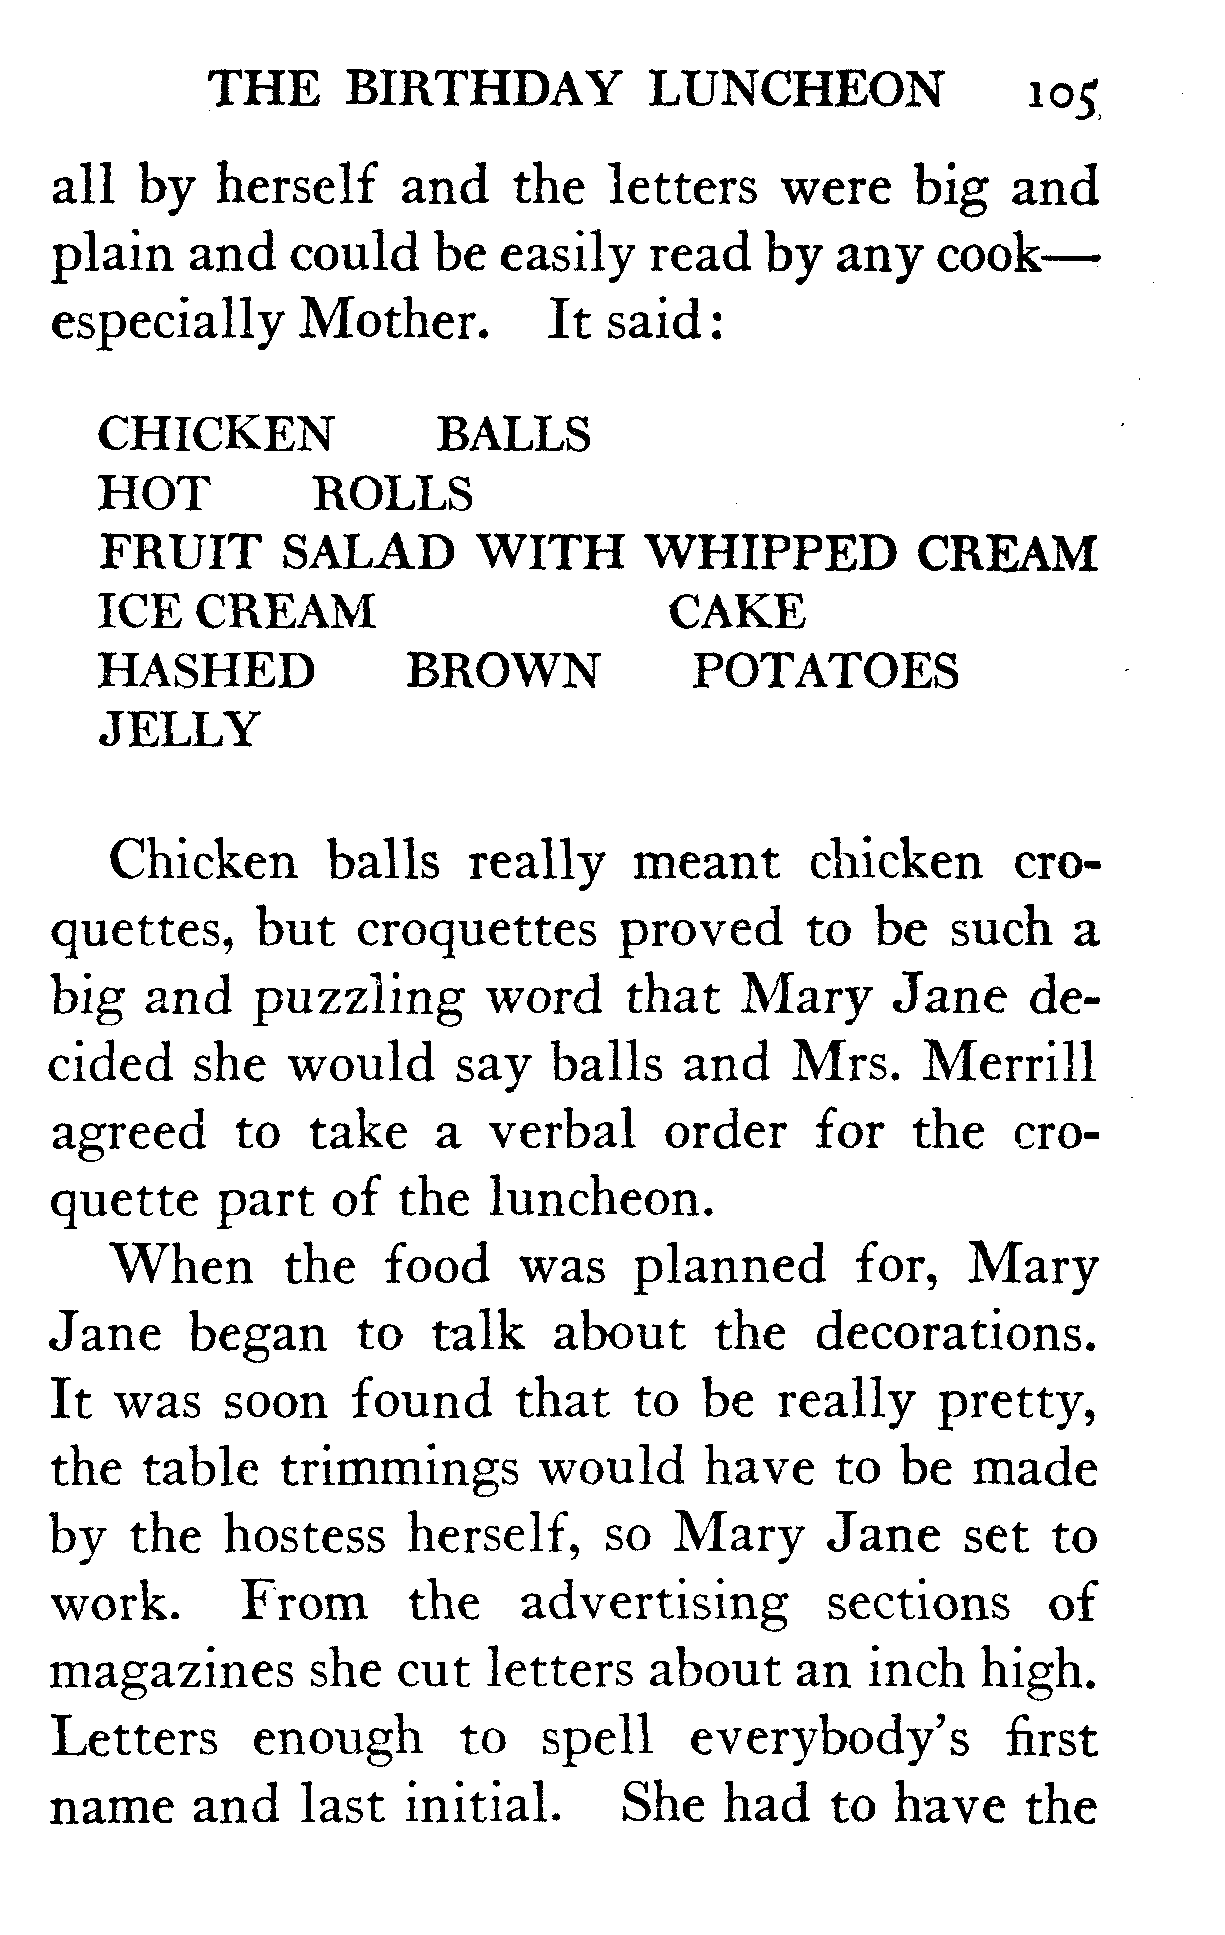 THE BIRTHDAY LUNCHEON 105
all by herself and the letters were big and
plain and could be easily read by any cook—
especially Mother. It said:
CHICKEN BALLS
HOT ROLLS
FRUIT SALAD WITH WHIPPED CREAM
ICE CREAM CAKE
HASHED BROWN POTATOES
JELLY
Chicken balls really meant chicken cro-
quettes, but croquettes proved to be such a
big and puzzling word that Mary Jane de-
cided she would say balls and Mrs. Merrill
agreed to take a verbal order for the cro-
quette part of the luncheon.
When the food was planned for, Mary
Jane began to talk about the decorations.
It was soon found that to be really pretty,
the table trimmings would have to be made
by the hostess herself, so Mary Jane set to
work. From the advertising sections of
magazines she cut letters about an inch high.
Letters enough to spell everybody's first
name and last initial. She had to have the